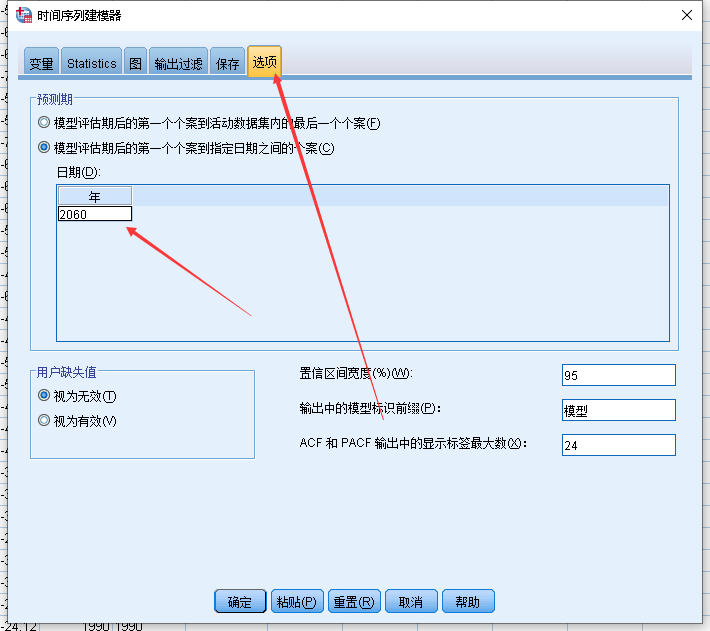 时间序列建模器
变量 Statistics 图 输出过滤 保存 选项
预测期
模型评估期后的第一个个案到活动数据集内的最后一个个案(F)
模型评估期后的第一个个案到指定日期之间的个案(C)
日期(D):
年
2060
用户缺失值
视为无效(T)
视为有效(V)
置信区间宽度(%)(W): 95
输出中的模型标识前缀(P): 模型
ACF 和 PACF 输出中的显示标签最大数(X): 24
确定 粘贴(P) 重置(R) 取消 帮助
-24.12 1990 1990